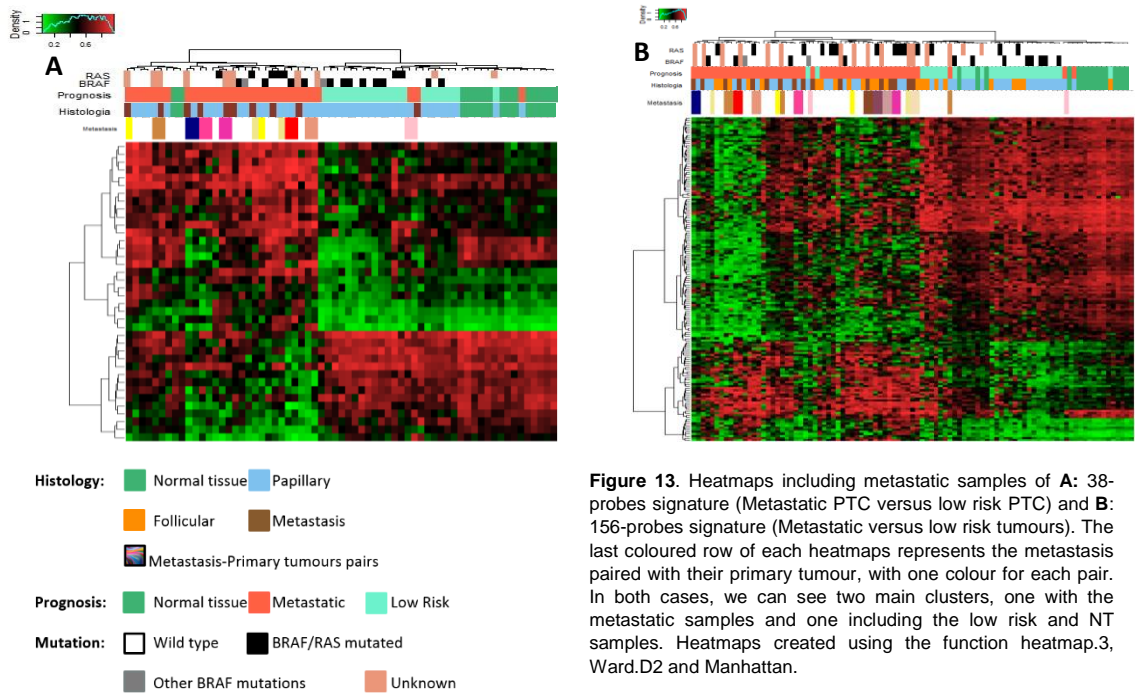 Density
0 1
0.2 0.6
A
RAS
BRAF
Prognosis
Histologia
Metastasis
0.2 0.6
B
RAS
BRAF
Prognosis
Histologia
Metastasis
Histology: Normal tissue Papillary
Follicular Metastasis
Metastasis-Primary tumours pairs
Prognosis: Normal tissue Metastatic Low Risk
Mutation: Wild type BRAF/RAS mutated
Other BRAF mutations Unknown
Figure 13. Heatmaps including metastatic samples of A: 38-
probes signature (Metastatic PTC versus low risk PTC) and B:
156-probes signature (Metastatic versus low risk tumours). The
last coloured row of each heatmaps represents the metastasis
paired with their primary tumour, with one colour for each pair.
In both cases, we can see two main clusters, one with the
metastatic samples and one including the low risk and NT
samples. Heatmaps created using the function heatmap.3,
Ward.D2 and Manhattan.